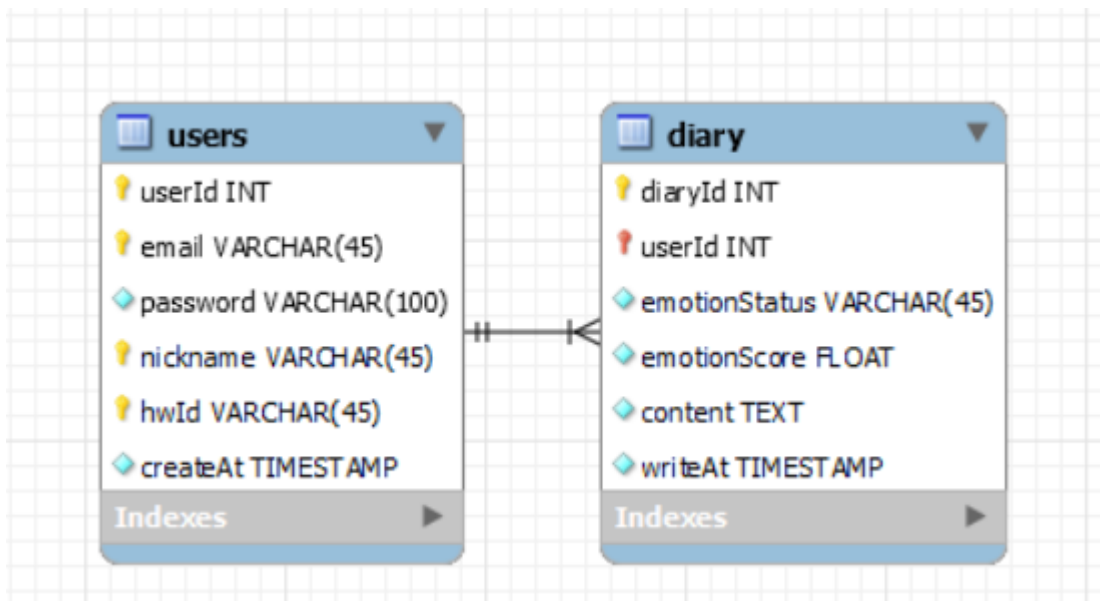 users
userId INT
email VARCHAR(45)
password VARCHAR(100)
nickname VARCHAR(45)
hwId VARCHAR(45)
createAt TIMESTAMP
Indexes
diary
diaryId INT
userId INT
emotionStatus VARCHAR(45)
emotionScore FLOAT
content TEXT
writeAt TIMESTAMP
Indexes